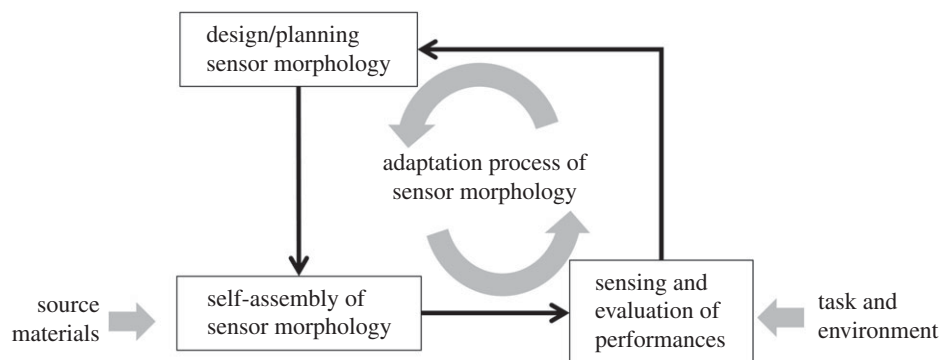 design/planning
sensor morphology
adaptation process of
sensor morphology
source
materials
self-assembly of
sensor morphology
sensing and
evaluation of
performances
task and
environment